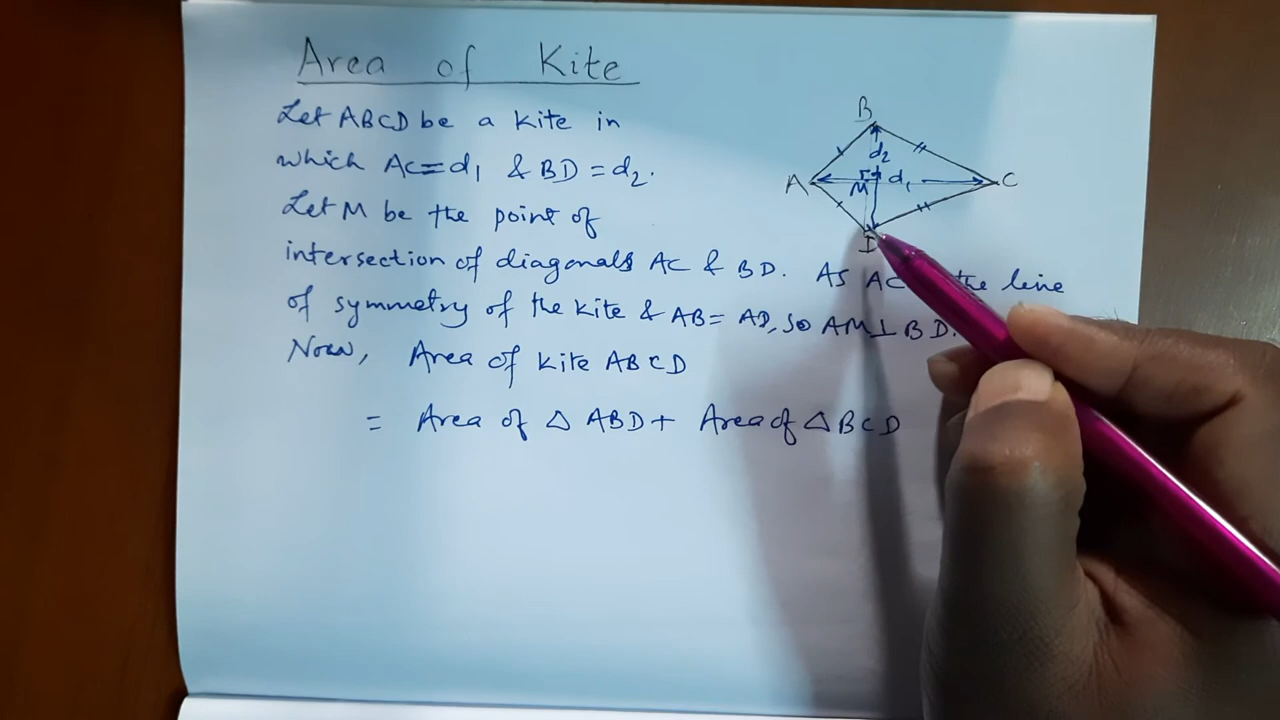 Area of Kite
Let ABCD be a kite in
which AC=d1 & BD=d2.
Let M be the point of
intersection of diagonals AC & BD. As AC the line
of symmetry of the kite & AB=AD, so AM⊥BD.
Now, Area of kite ABCD
= Area of △ABD + Area of △BCD
B
d2
A M d1 C
D